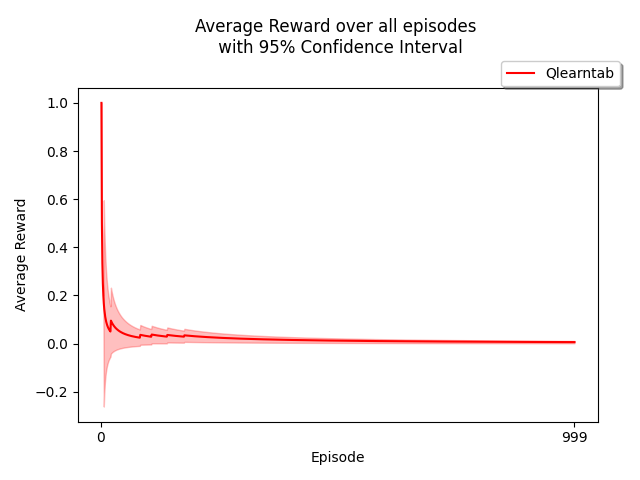 Average Reward over all episodes
with 95% Confidence Interval
Qlearntab
1.0
0.8
0.6
0.4
0.2
0.0
−0.2
Average Reward
0
999
Episode